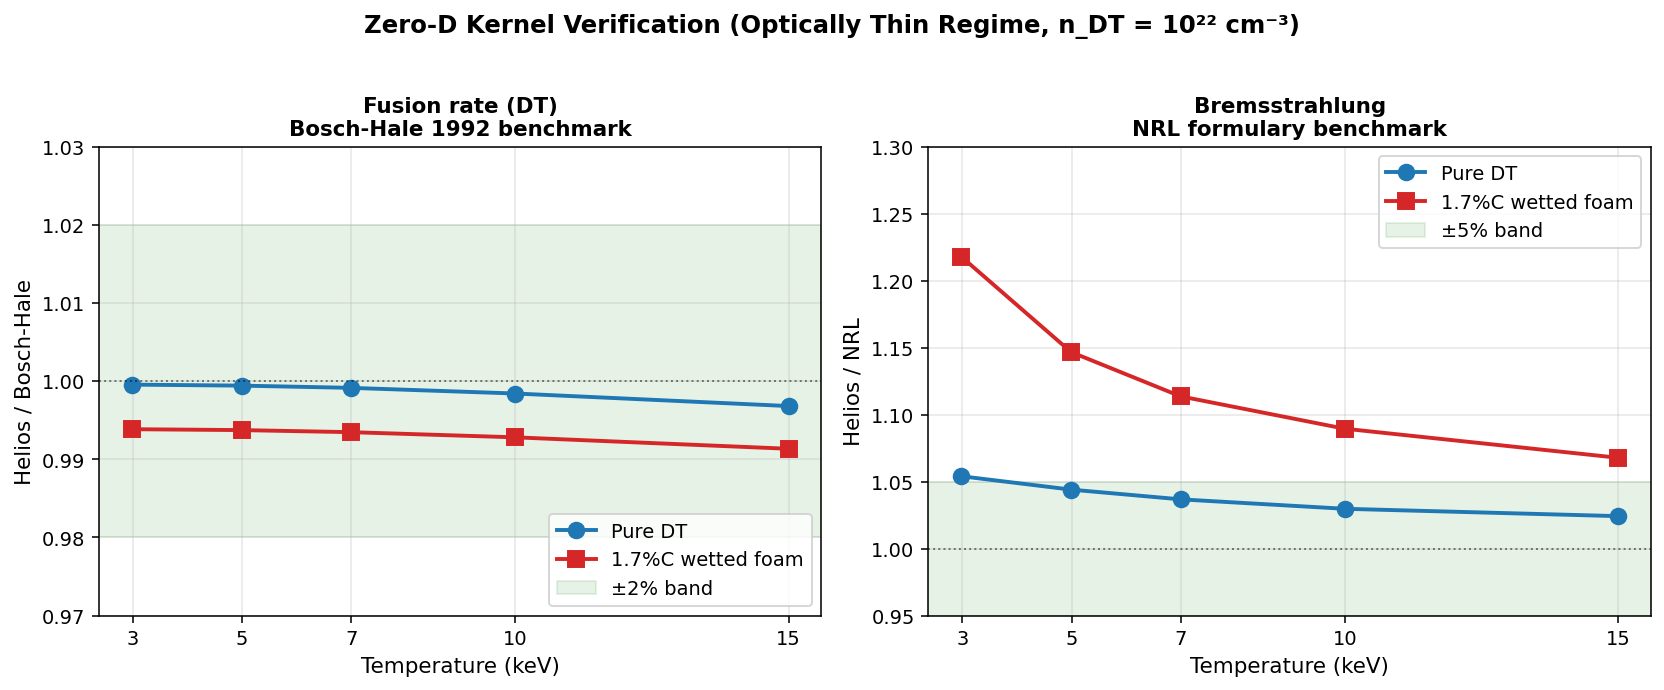 Zero-D Kernel Verification (Optically Thin Regime, n_DT = 10²² cm⁻³)
Fusion rate (DT)
Bosch-Hale 1992 benchmark
1.03
1.02
1.01
1.00
0.99
0.98
0.97
Helios / Bosch-Hale
Pure DT
1.7%C wetted foam
±2% band
3
5
7
10
15
Temperature (keV)
Bremsstrahlung
NRL formulary benchmark
1.30
1.25
1.20
1.15
1.10
1.05
1.00
0.95
Helios / NRL
Pure DT
1.7%C wetted foam
±5% band
3
5
7
10
15
Temperature (keV)